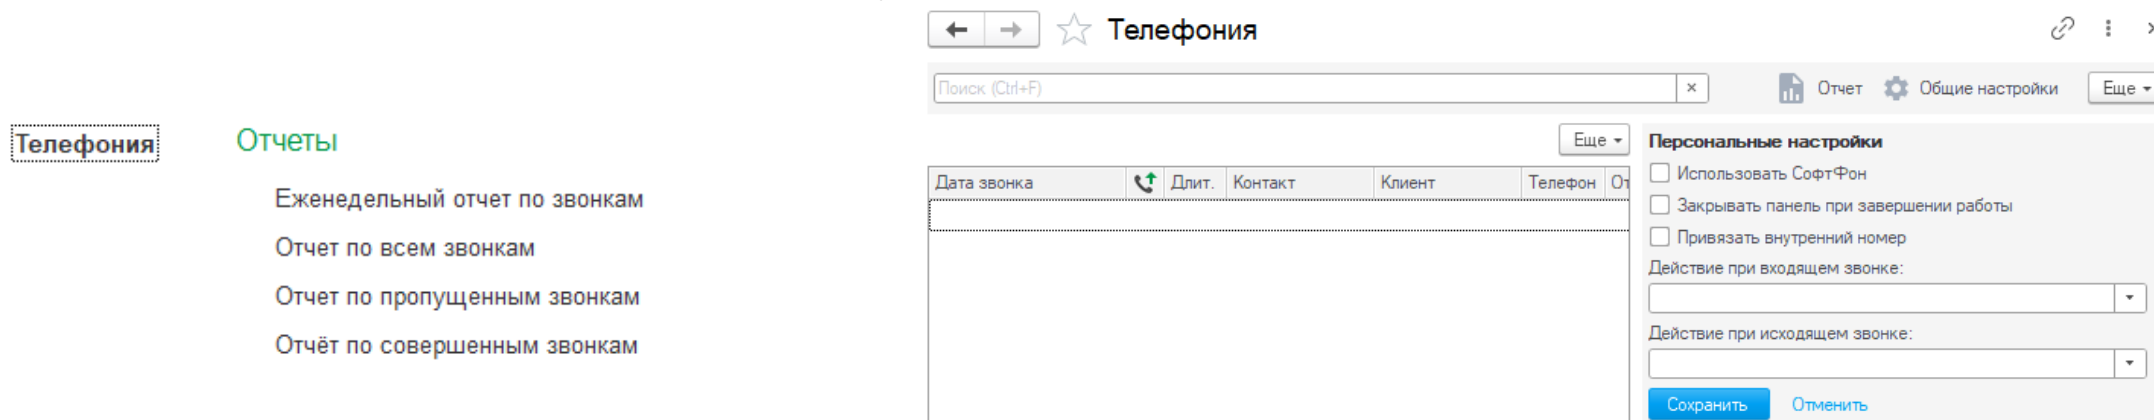 Телефония
Отчеты
Еженедельный отчет по звонкам
Отчет по всем звонкам
Отчет по пропущенным звонкам
Отчёт по совершенным звонкам
Телефония
Поиск (Ctrl+F)
Отчет Общие настройки Еще
Еще
Дата звонка Длит. Контакт Клиент Телефон От
Персональные настройки
Использовать СофтФон
Закрывать панель при завершении работы
Привязать внутренний номер
Действие при входящем звонке:
Действие при исходящем звонке:
Сохранить Отменить